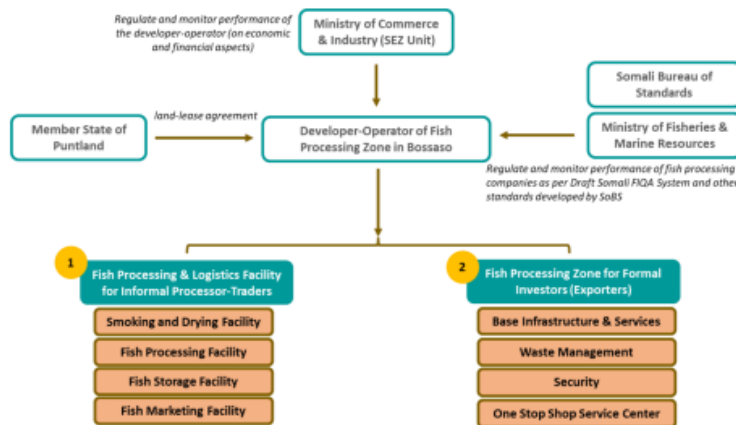 Regulate and monitor performance of
the developer-operator (on economic
and financial aspects)
Ministry of Commerce
& Industry (SEZ Unit)
Somali Bureau of
Standards
land-lease agreement
Member State of
Puntland
Developer-Operator of Fish
Processing Zone in Bossaso
Ministry of Fisheries &
Marine Resources
Regulate and monitor performance of fish processing
companies as per Draft Somali FIQA System and other
standards developed by SoBS
1
Fish Processing & Logistics Facility
for Informal Processor-Traders
Smoking and Drying Facility
Fish Processing Facility
Fish Storage Facility
Fish Marketing Facility
2
Fish Processing Zone for Formal
Investors (Exporters)
Base Infrastructure & Services
Waste Management
Security
One Stop Shop Service Center